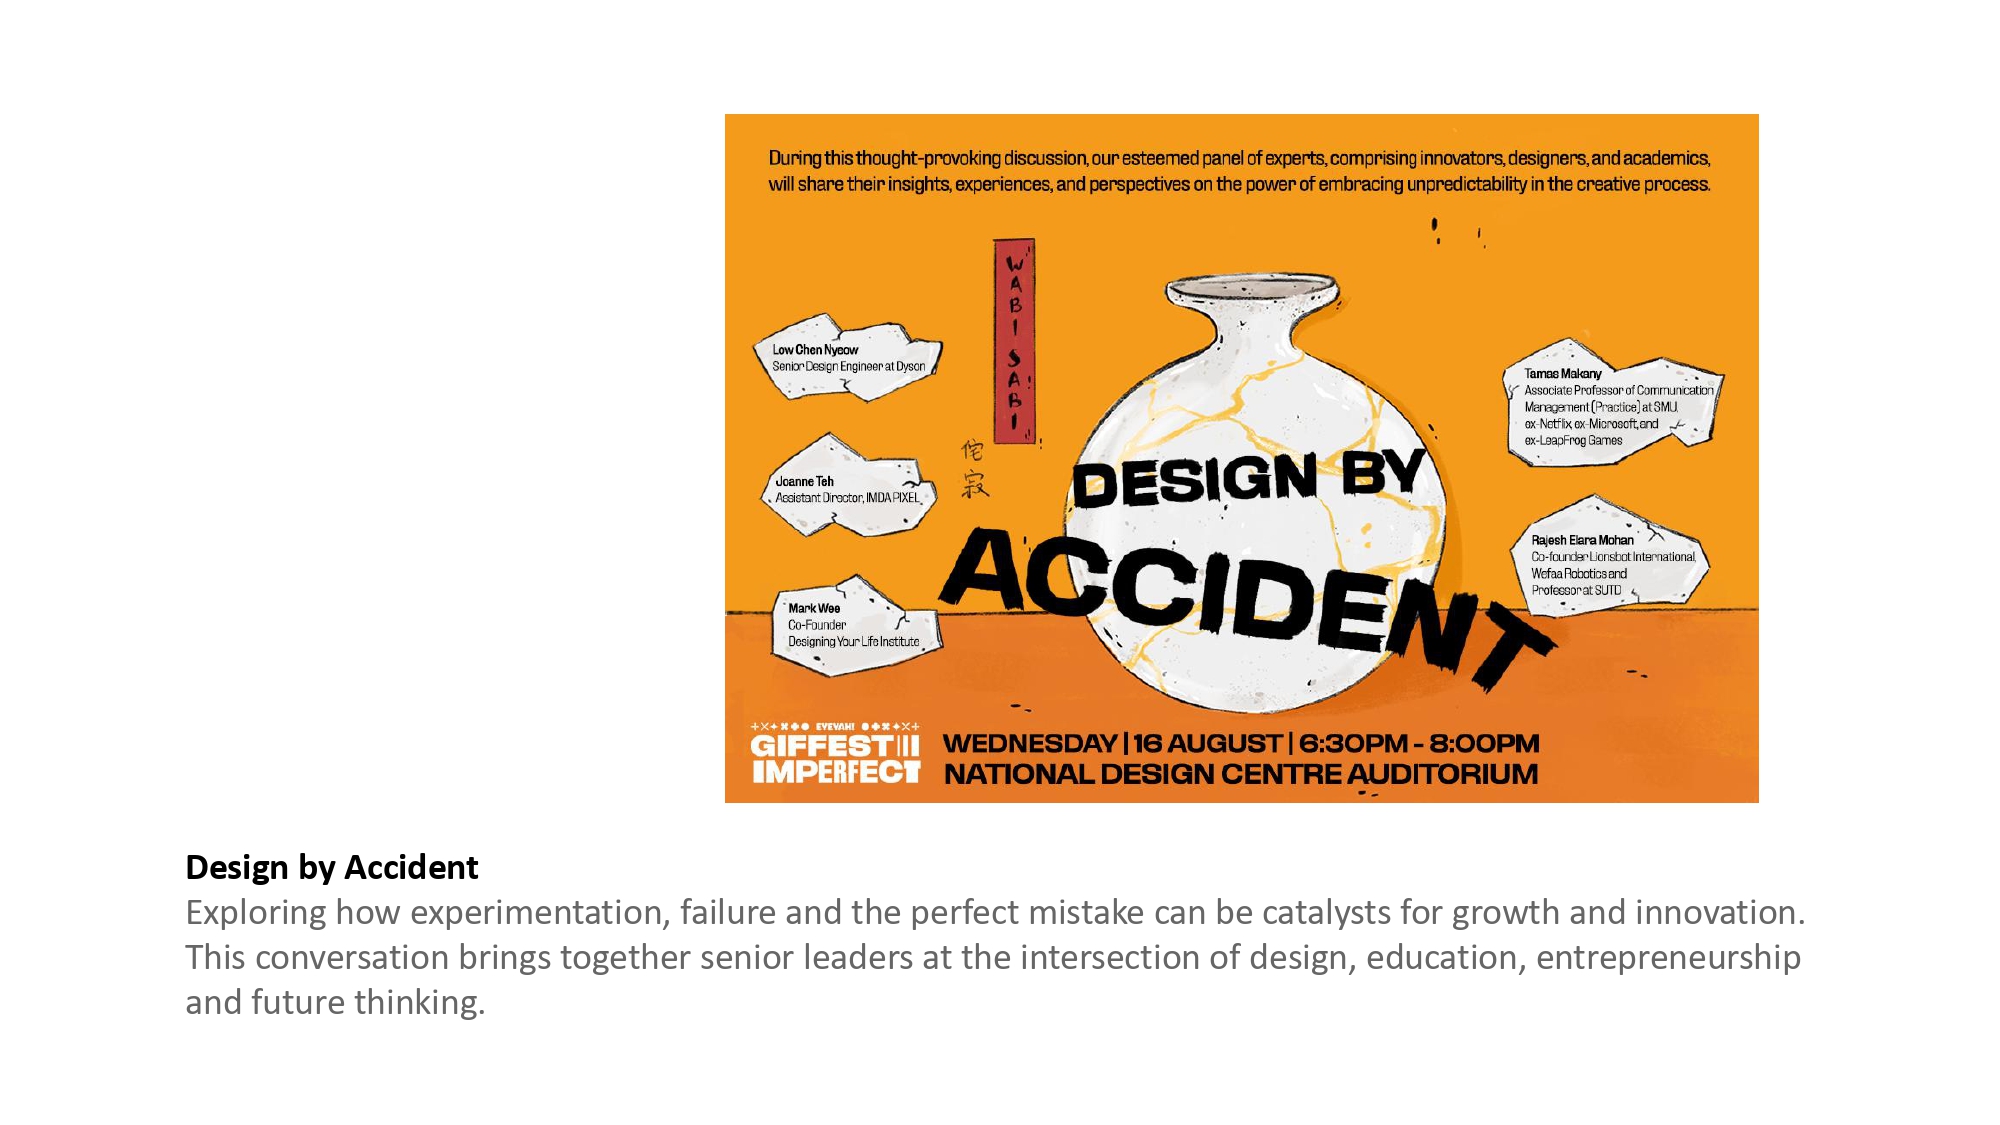 During this thought-provoking discussion, our esteemed panel of experts, comprising innovators, designers, and academics,
will share their insights, experiences, and perspectives on the power of embracing unpredictability in the creative process.
WABI SABI
侘
寂
Low Chen Nyeow
Senior Design Engineer at Dyson
Joanne Teh
Assistant Director, IMDA PIXEL
Mark Wee
Co-Founder
Designing Your Life Institute
DESIGN BY
ACCIDENT
Tamas Makany
Associate Professor of Communication
Management (Practice) at SMU,
ex-Netflix, ex-Microsoft, and
ex-LeapFrog Games
Rajesh Elara Mohan
Co-founder Lionsbot International,
Wefaa Robotics and
Professor at SUTD
EYEYAH!
GIFFEST III
IMPERFECT
WEDNESDAY | 16 AUGUST | 6:30PM - 8:00PM
NATIONAL DESIGN CENTRE AUDITORIUM
Design by Accident
Exploring how experimentation, failure and the perfect mistake can be catalysts for growth and innovation.
This conversation brings together senior leaders at the intersection of design, education, entrepreneurship
and future thinking.